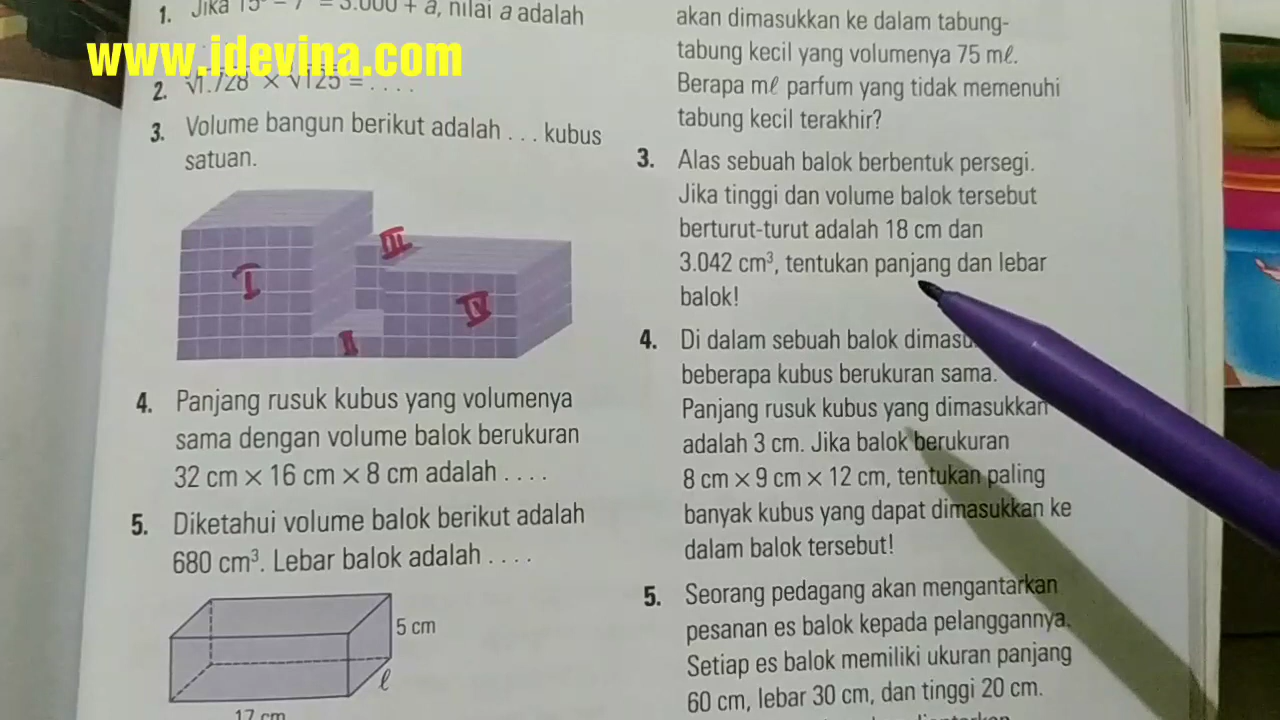 1. Jika 15³ – 7³ = 3.000 + a, nilai a adalah
www.jdevina.com
2. ∛1.728 × ∛125 = . . . .
3. Volume bangun berikut adalah . . . kubus
satuan.
I
II
III
IV
4. Panjang rusuk kubus yang volumenya
sama dengan volume balok berukuran
32 cm × 16 cm × 8 cm adalah . . . .
5. Diketahui volume balok berikut adalah
680 cm³. Lebar balok adalah . . . .
5 cm
ℓ
17 cm
akan dimasukkan ke dalam tabung-
tabung kecil yang volumenya 75 mℓ.
Berapa mℓ parfum yang tidak memenuhi
tabung kecil terakhir?
3. Alas sebuah balok berbentuk persegi.
Jika tinggi dan volume balok tersebut
berturut-turut adalah 18 cm dan
3.042 cm³, tentukan panjang dan lebar
balok!
4. Di dalam sebuah balok
beberapa kubus berukuran sama.
Panjang rusuk kubus yang dimasukkan
adalah 3 cm. Jika balok berukuran
8 cm × 9 cm × 12 cm, tentukan paling
banyak kubus yang dapat dimasukkan ke
dalam balok tersebut!
5. Seorang pedagang akan mengantarkan
pesanan es balok kepada pelanggannya.
Setiap es balok memiliki ukuran panjang
60 cm, lebar 30 cm, dan tinggi 20 cm.